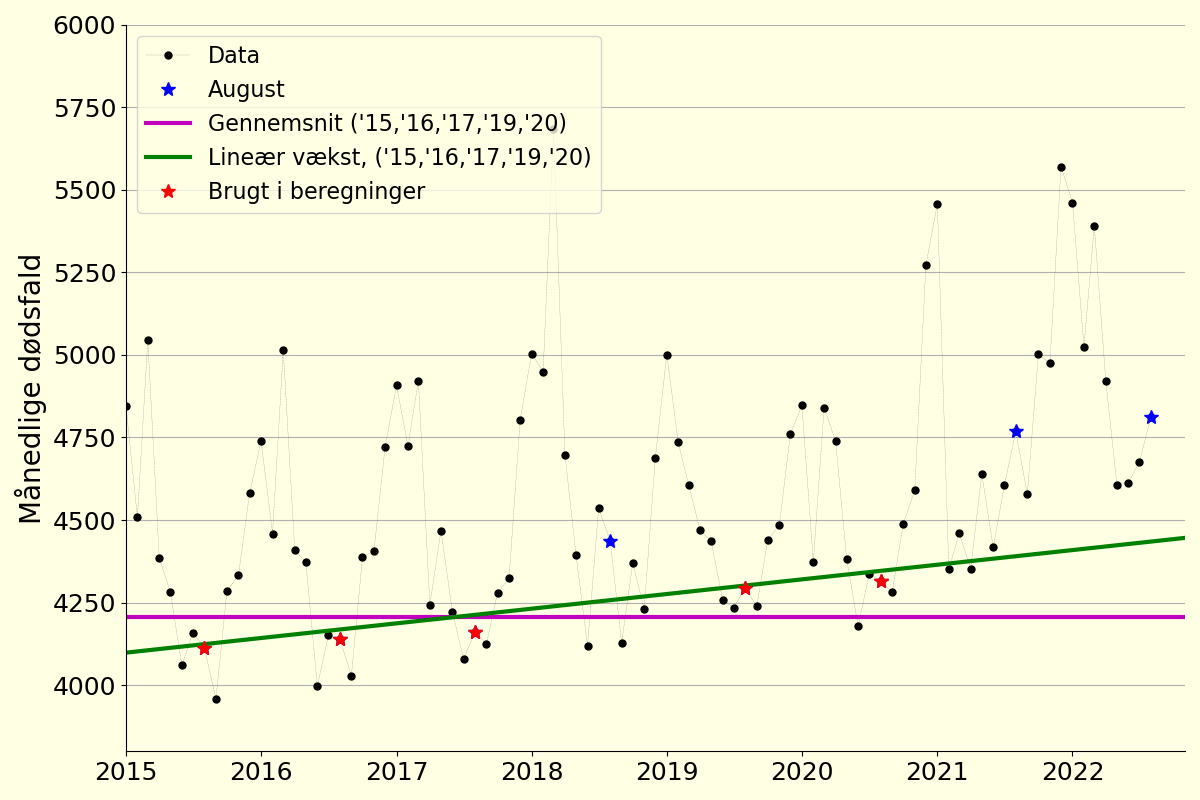 6000
5750
5500
5250
5000
4750
4500
4250
4000
Månedlige dødsfald
Data
August
Gennemsnit ('15,'16,'17,'19,'20)
Lineær vækst, ('15,'16,'17,'19,'20)
Brugt i beregninger
2015 2016 2017 2018 2019 2020 2021 2022